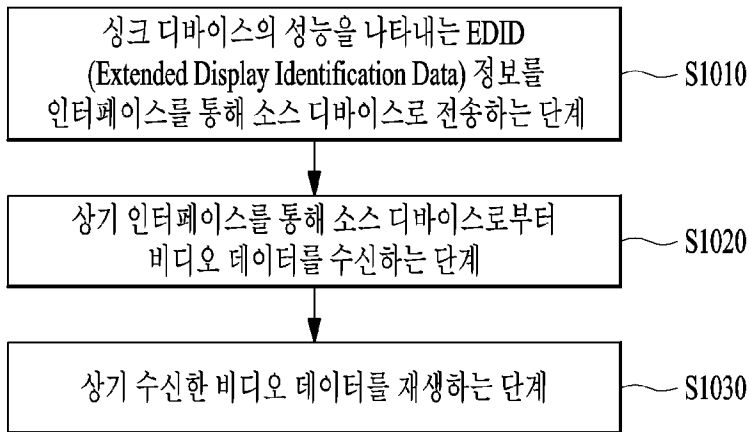 싱크 디바이스의 성능을 나타내는 EDID
(Extended Display Identification Data) 정보를
인터페이스를 통해 소스 디바이스로 전송하는 단계
S1010
상기 인터페이스를 통해 소스 디바이스로부터
비디오 데이터를 수신하는 단계
S1020
상기 수신한 비디오 데이터를 재생하는 단계
S1030